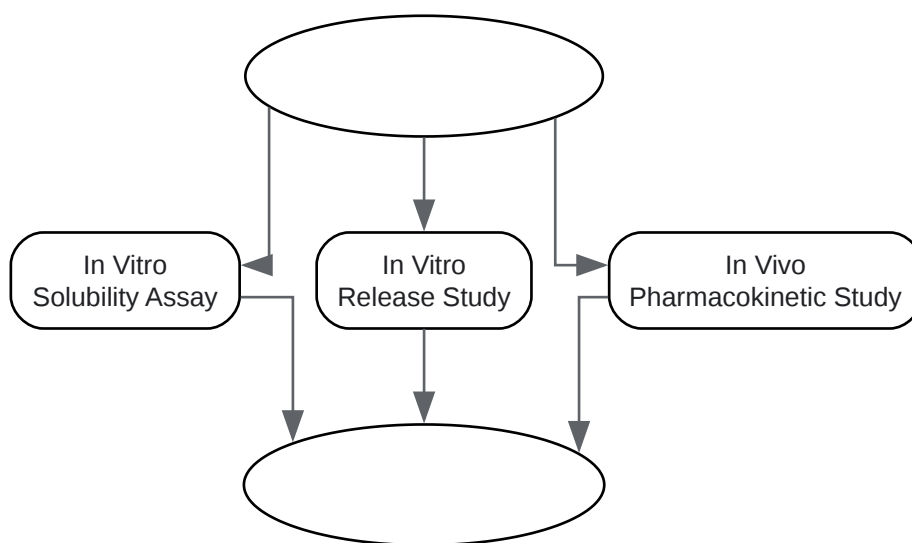 In Vitro
Solubility Assay
In Vitro
Release Study
In Vivo
Pharmacokinetic Study